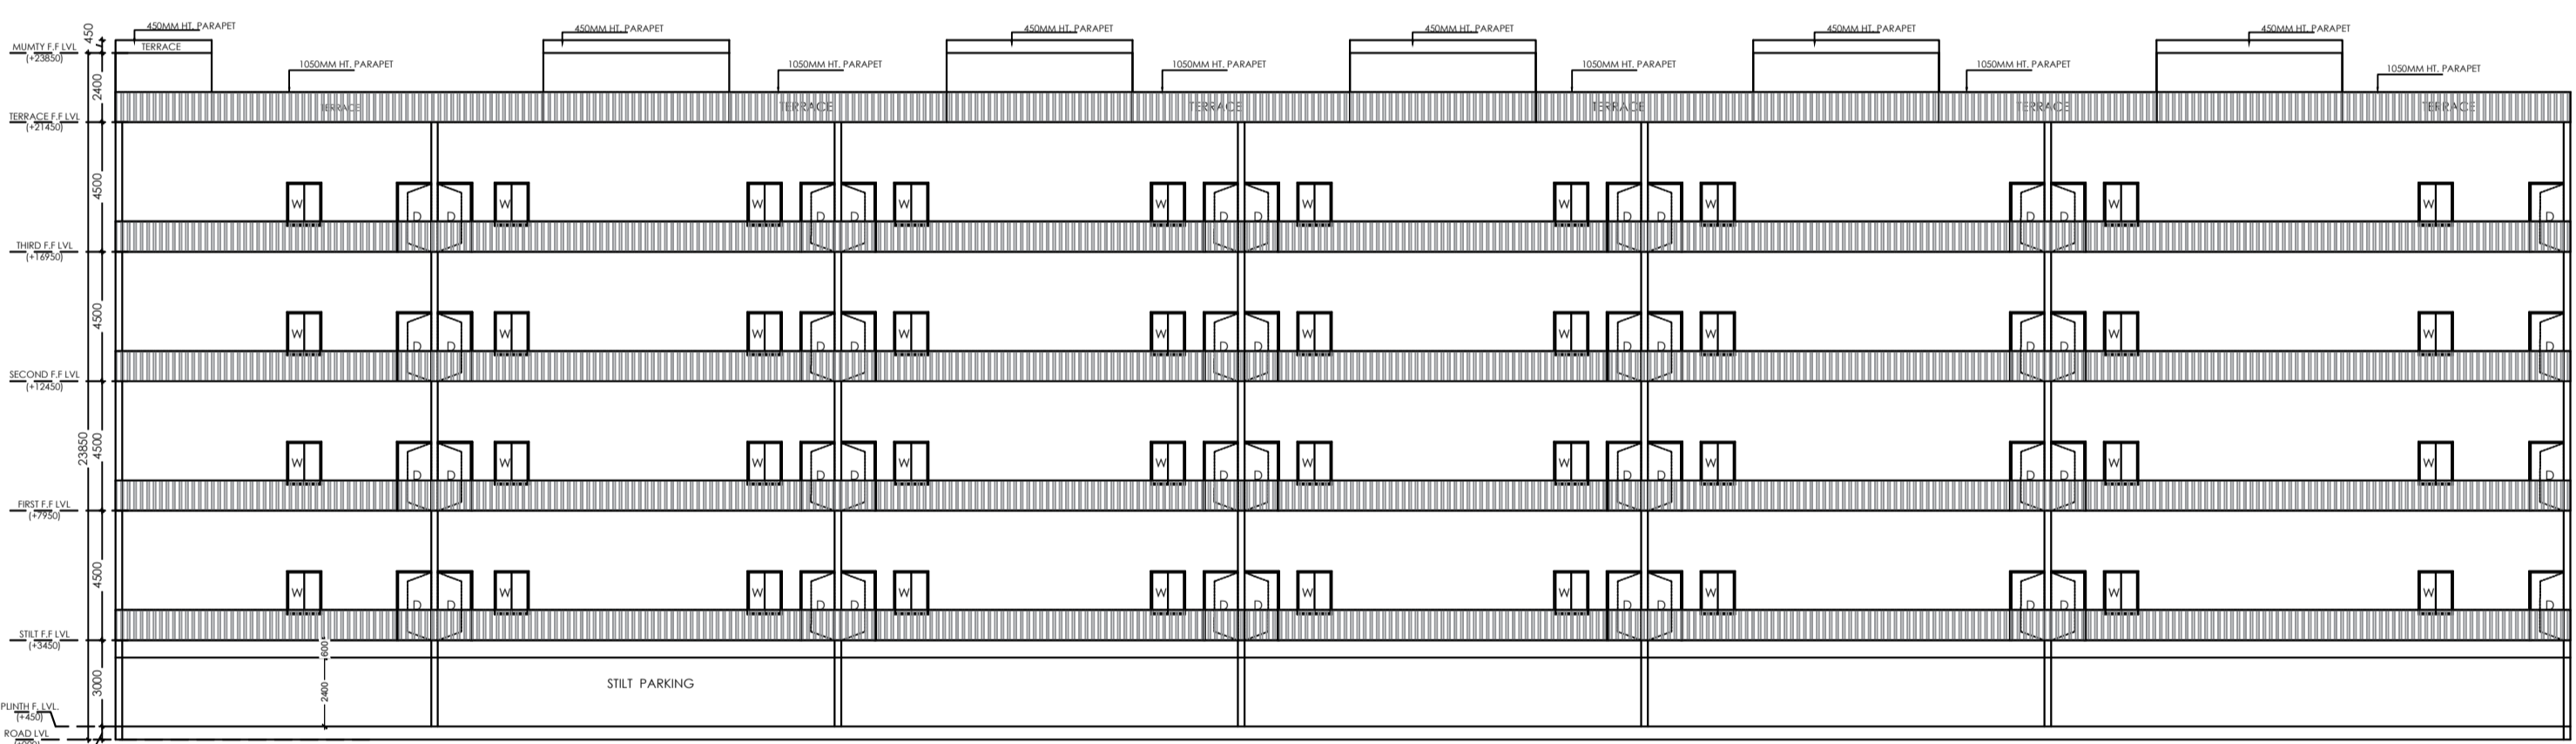 450MM HT. PARAPET
450MM HT. PARAPET
450MM HT. PARAPET
450MM HT. PARAPET
450MM HT. PARAPET
450MM HT. PARAPET
450
MUMTY F.F LVL
(+23850)
TERRACE
1050MM HT. PARAPET
1050MM HT. PARAPET
1050MM HT. PARAPET
1050MM HT. PARAPET
1050MM HT. PARAPET
1050MM HT. PARAPET
2400
TERRACE
TERRACE
TERRACE
TERRACE
TERRACE
TERRACE
TERRACE F.F LVL
(+21450)
4500
W D D W W D D W W D D W W D D W D D W W D
THIRD F.F LVL
(+16950)
4500
W D D W W D D W W D D W W D D W D D W W D
SECOND F.F LVL
(+12450)
23850
4500
W D D W W D D W W D D W W D D W D D W W D
FIRST F.F LVL
(+7950)
4500
W D D W W D D W W D D W W D D W D D W W D
STILT F.F LVL
(+3450)
600
3000
2400
STILT PARKING
PLINTH F. LVL.
(+450)
ROAD LVL